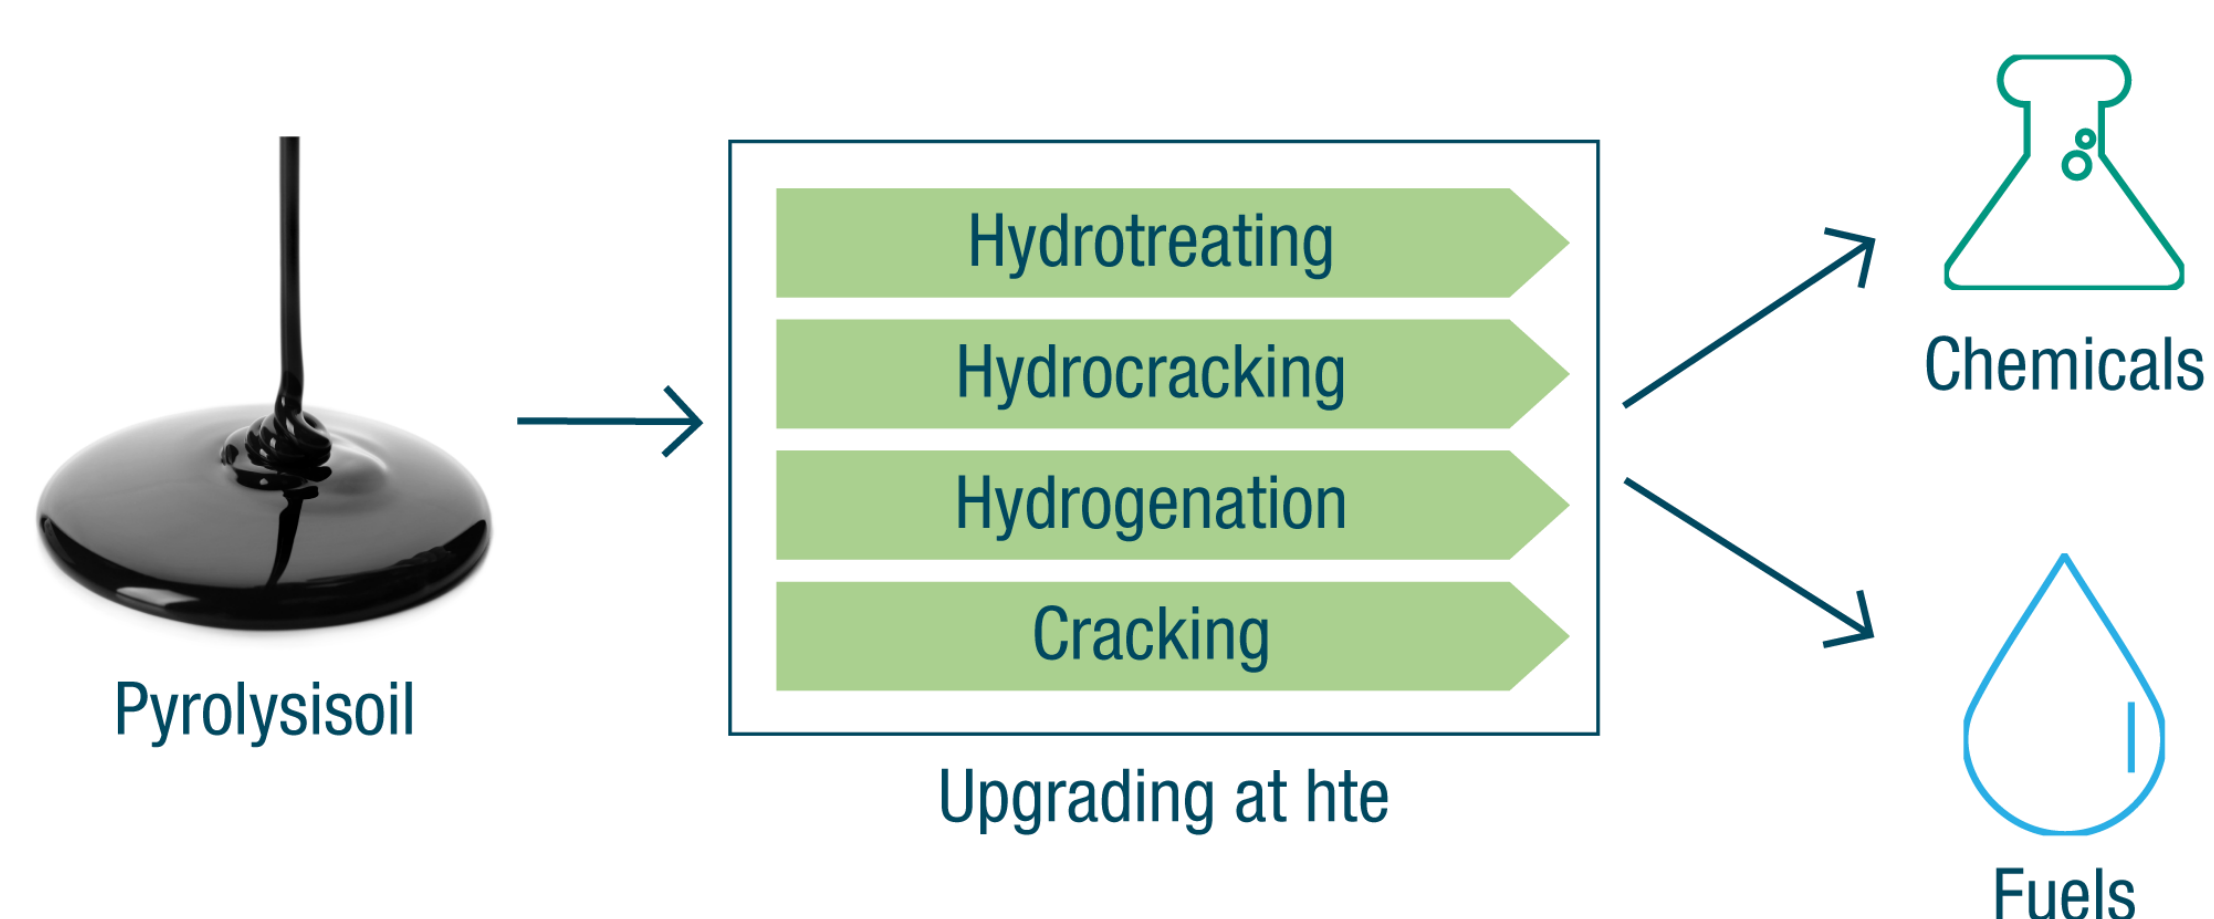 Pyrolysisoil
Hydrotreating
Hydrocracking
Hydrogenation
Cracking
Upgrading at hte
Chemicals
Fuels